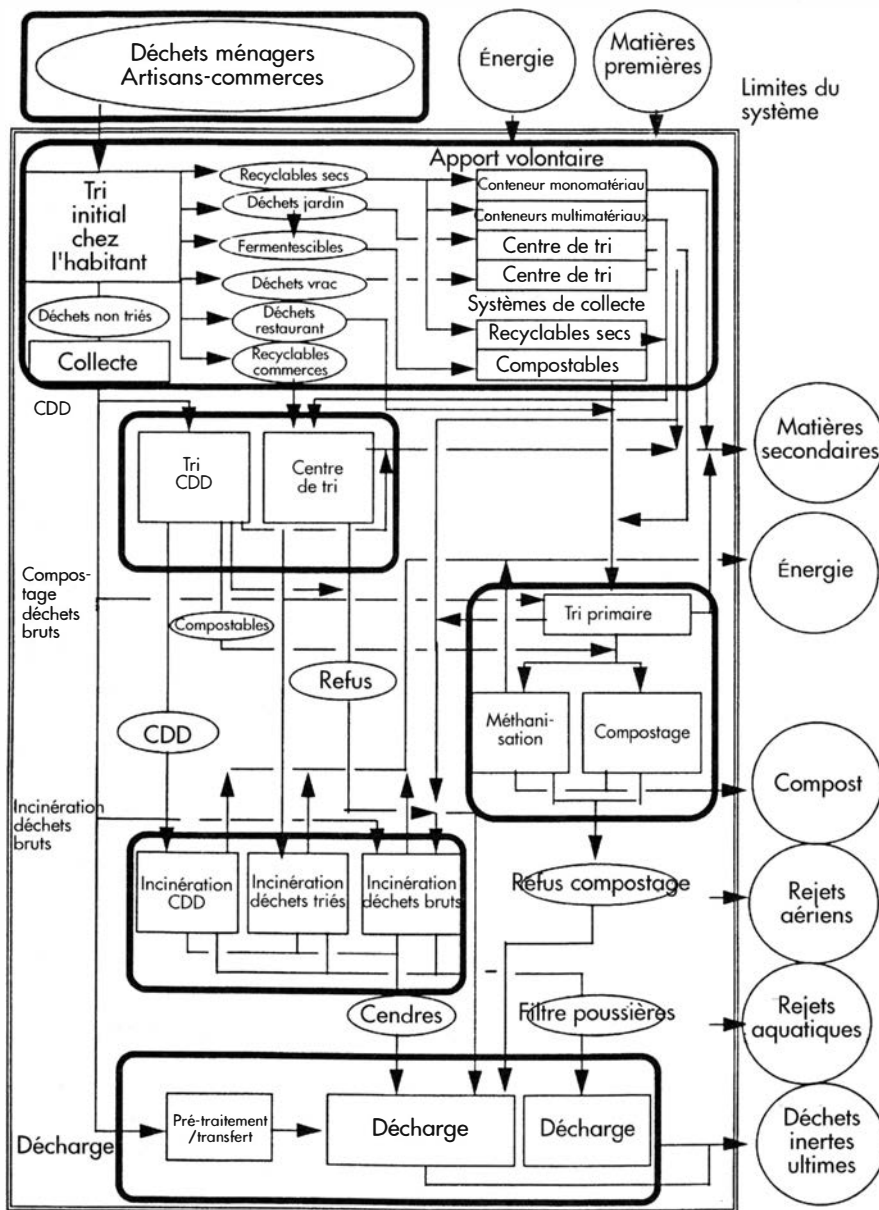 Déchets ménagers
Artisans-commerces
Énergie
Matières
premières
Limites du
système
Apport volontaire
Tri
initial
chez
l'habitant
Recyclables secs
Déchets jardin
Fermentescibles
Déchets vrac
Déchets
restaurant
Recyclables
commerces
Conteneur monomatériau
Conteneurs multimatériaux
Centre de tri
Centre de tri
Systèmes de collecte
Recyclables secs
Compostables
Déchets non triés
Collecte
CDD
Tri
CDD
Centre
de tri
Matières
secondaires
Énergie
Compos-
tage
déchets
bruts
Compostables
Refus
CDD
Tri primaire
Méthani-
sation
Compostage
Compost
Incinération
déchets
bruts
Incinération
CDD
Incinération
déchets triés
Incinération
déchets bruts
Refus compostage
Rejets
aériens
Cendres
Filtre poussières
Rejets
aquatiques
Décharge
Pré-traitement
/transfert
Décharge
Décharge
Déchets
inertes
ultimes